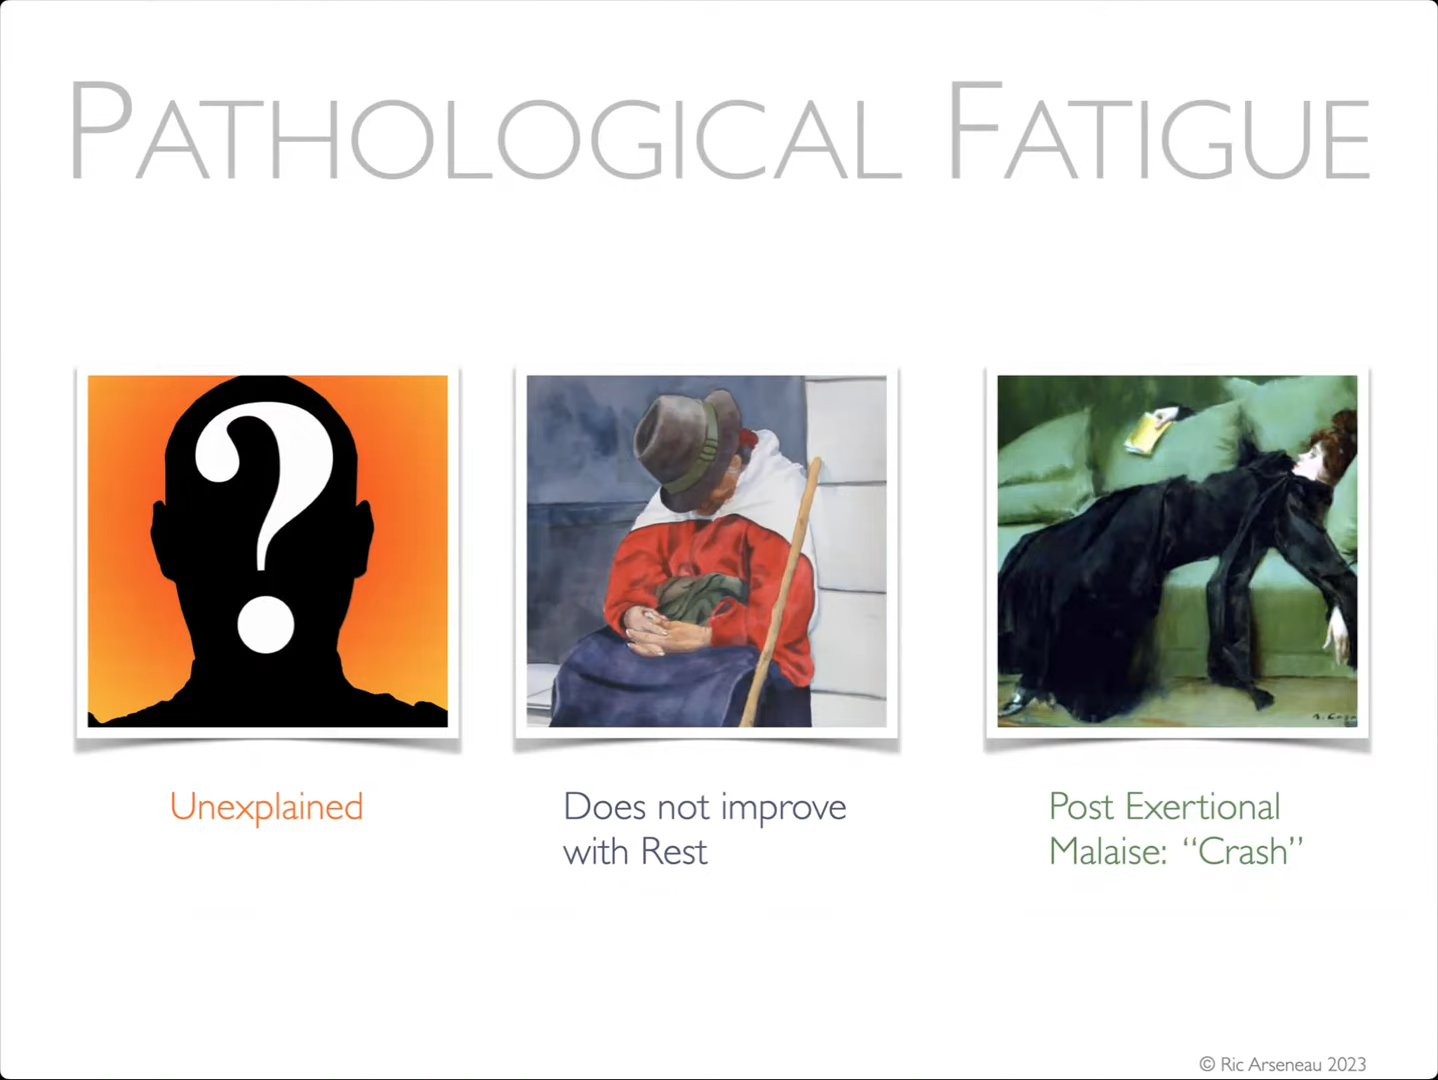 PATHOLOGICAL FATIGUE
?
Unexplained
Does not improve
with Rest
Post Exertional
Malaise: “Crash”
© Ric Arseneau 2023